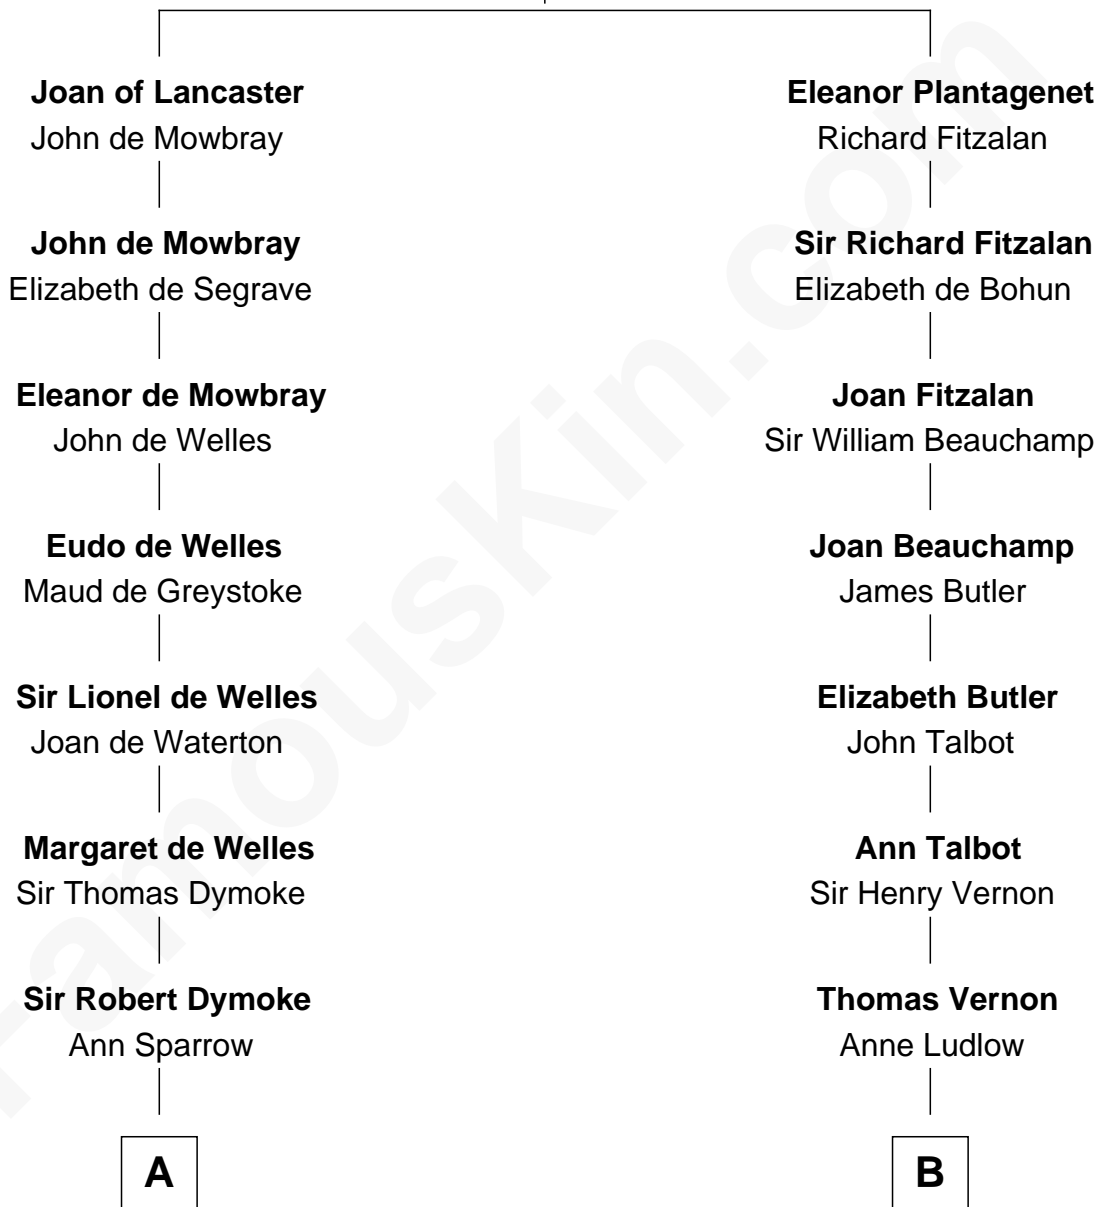 Joan of Lancaster
John de Mowbray
John de Mowbray
Elizabeth de Segrave
Eleanor de Mowbray
John de Welles
Eudo de Welles
Maud de Greystoke
Sir Lionel de Welles
Joan de Waterton
Margaret de Welles
Sir Thomas Dymoke
Sir Robert Dymoke
Ann Sparrow
A
Eleanor Plantagenet
Richard Fitzalan
Sir Richard Fitzalan
Elizabeth de Bohun
Joan Fitzalan
Sir William Beauchamp
Joan Beauchamp
James Butler
Elizabeth Butler
John Talbot
Ann Talbot
Sir Henry Vernon
Thomas Vernon
Anne Ludlow
B
FamousKin.com